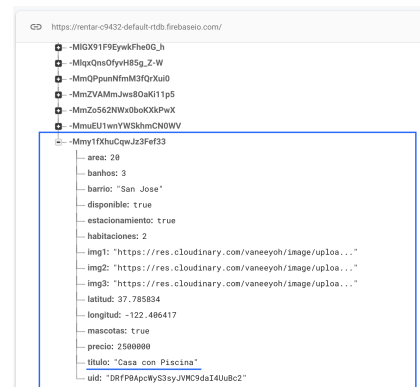 https://rentar-c9432-default-rtdb.firebaseio.com/
-MlGX91F9EywkFhe0G_h
-MlqxQnsOfyvH85g_Z-W
-MmQPpunNfmM3fQrXui0
-MmZVAMmJws8OaKi11p5
-MmZo562NWx0boKXkPwX
-MmuEU1wnYWSkhmCN0WV
-Mmy1fXhuCqwJz3Fef33
area: 20
banhos: 3
barrio: "San Jose"
disponible: true
estacionamiento: true
habitaciones: 2
img1: "https://res.cloudinary.com/vaneeyoh/image/uploa..."
img2: "https://res.cloudinary.com/vaneeyoh/image/uploa..."
img3: "https://res.cloudinary.com/vaneeyoh/image/uploa..."
latitud: 37.785834
longitud: -122.406417
mascotas: true
precio: 2500000
titulo: "Casa con Piscina"
uid: "DRfP0ApcWyS3syJVMC9daI4UuBc2"